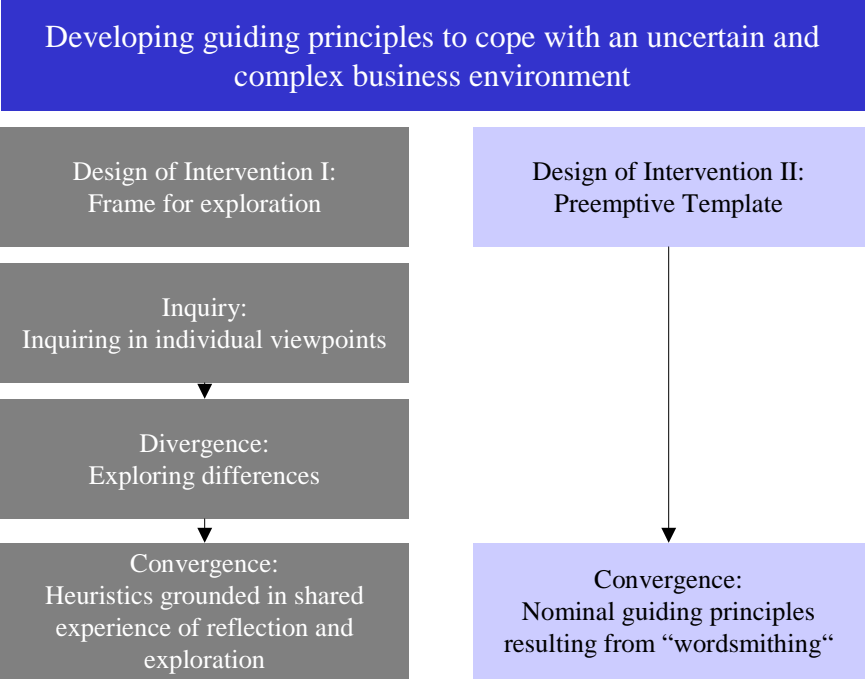 Developing guiding principles to cope with an uncertain and
complex business environment
Design of Intervention I:
Frame for exploration
Inquiry:
Inquiring in individual viewpoints
Divergence:
Exploring differences
Convergence:
Heuristics grounded in shared
experience of reflection and
exploration
Design of Intervention II:
Preemptive Template
Convergence:
Nominal guiding principles
resulting from “wordsmithing“